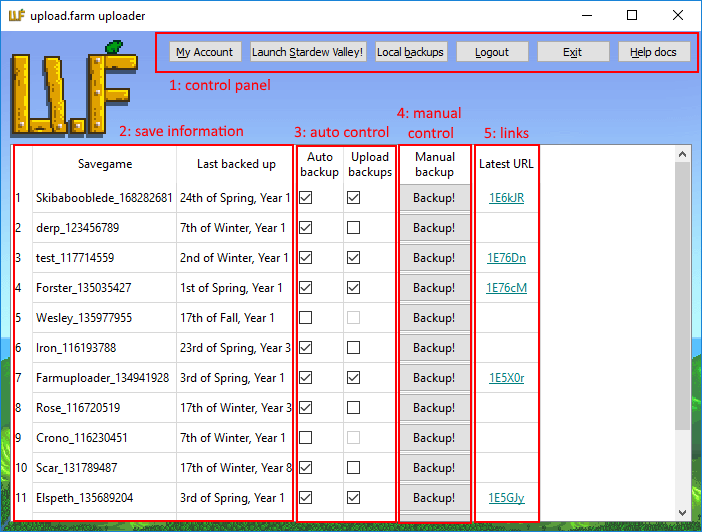 upload.farm uploader
My Account Launch Stardew Valley! Local backups Logout Exit Help docs
1: control panel
2: save information 3: auto control 4: manual control 5: links
Savegame Last backed up Auto backup Upload backups Manual backup Latest URL
1 Skibabooblede_168282681 24th of Spring, Year 1 Backup! 1E6kJR
2 derp_123456789 7th of Winter, Year 1 Backup!
3 test_117714559 2nd of Winter, Year 1 Backup! 1E76Dn
4 Forster_135035427 1st of Spring, Year 1 Backup! 1E76cM
5 Wesley_135977955 17th of Fall, Year 1 Backup!
6 Iron_116193788 23rd of Spring, Year 3 Backup!
7 Farmuploader_134941928 3rd of Spring, Year 1 Backup! 1E5X0r
8 Rose_116720519 17th of Winter, Year 3 Backup!
9 Crono_116230451 7th of Winter, Year 1 Backup!
10 Scar_131789487 17th of Winter, Year 8 Backup!
11 Elspeth_135689204 3rd of Spring, Year 1 Backup! 1E5GJy